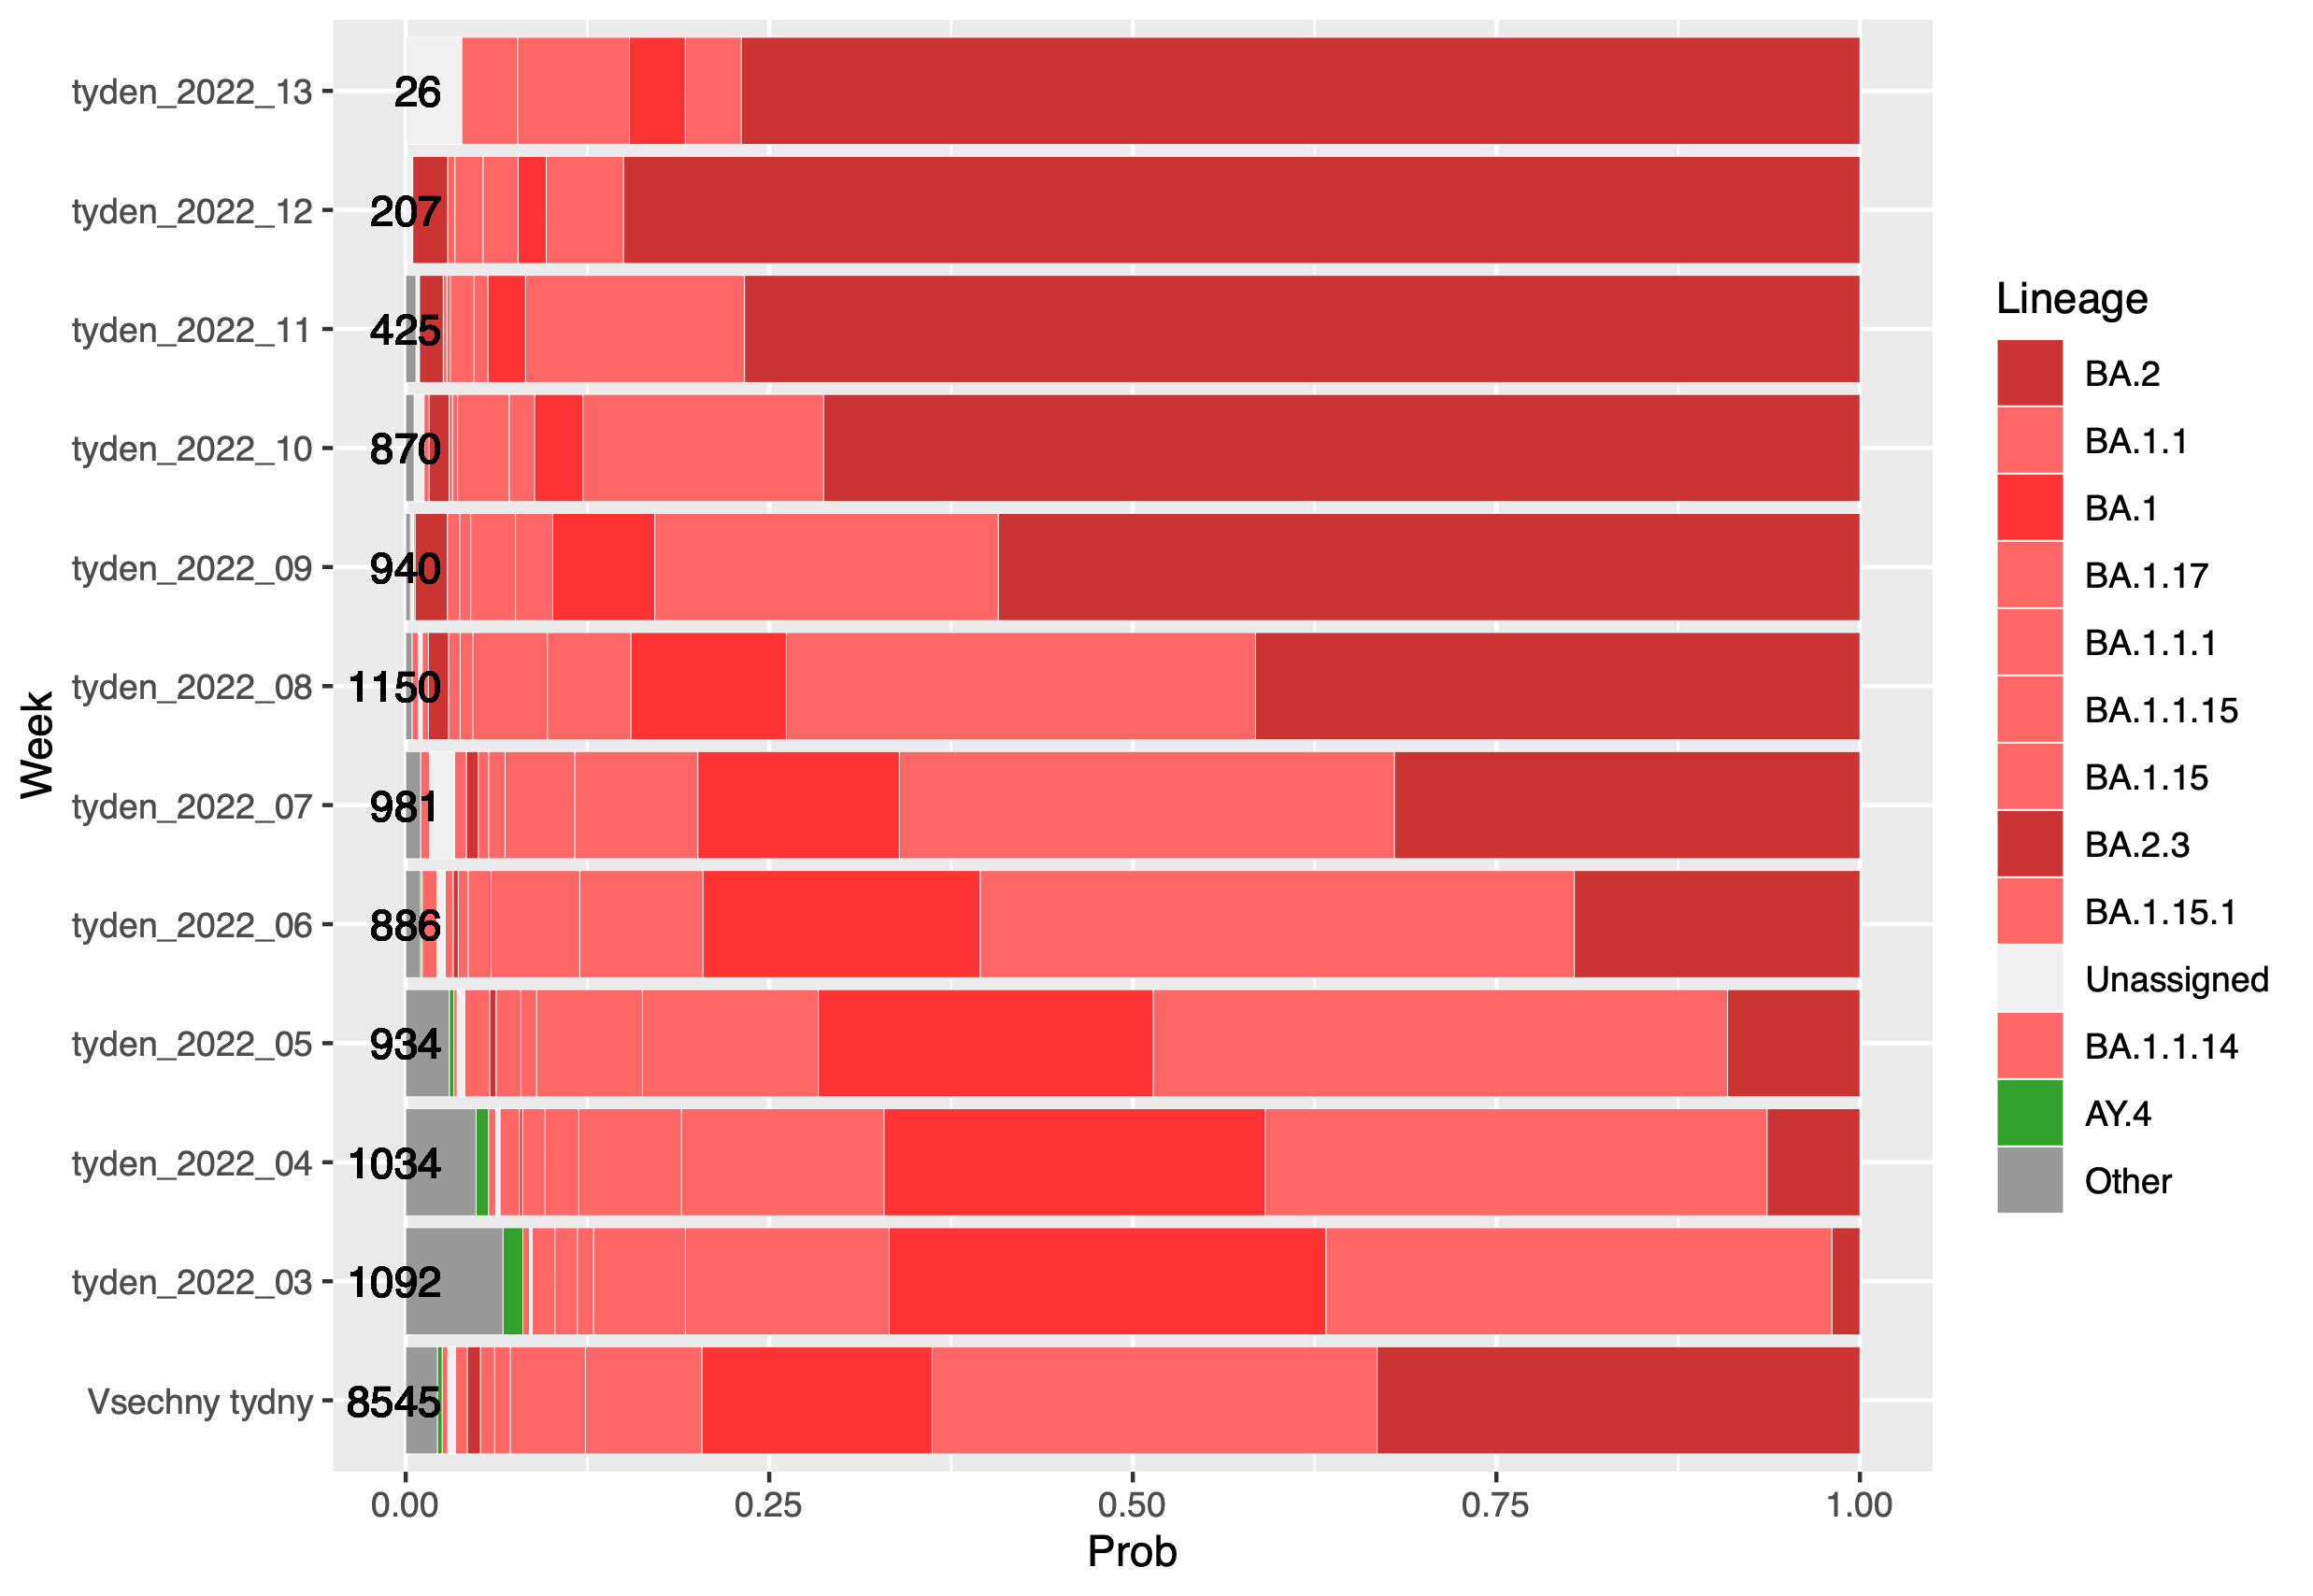 Week
tyden_2022_13
26
tyden_2022_12
207
tyden_2022_11
425
tyden_2022_10
870
tyden_2022_09
940
tyden_2022_08
1150
tyden_2022_07
981
tyden_2022_06
886
tyden_2022_05
934
tyden_2022_04
1034
tyden_2022_03
1092
Vsechny tydny
8545
0.00 0.25 0.50 0.75 1.00
Prob
Lineage
BA.2
BA.1.1
BA.1
BA.1.17
BA.1.1.1
BA.1.1.15
BA.1.15
BA.2.3
BA.1.15.1
Unassigned
BA.1.1.14
AY.4
Other